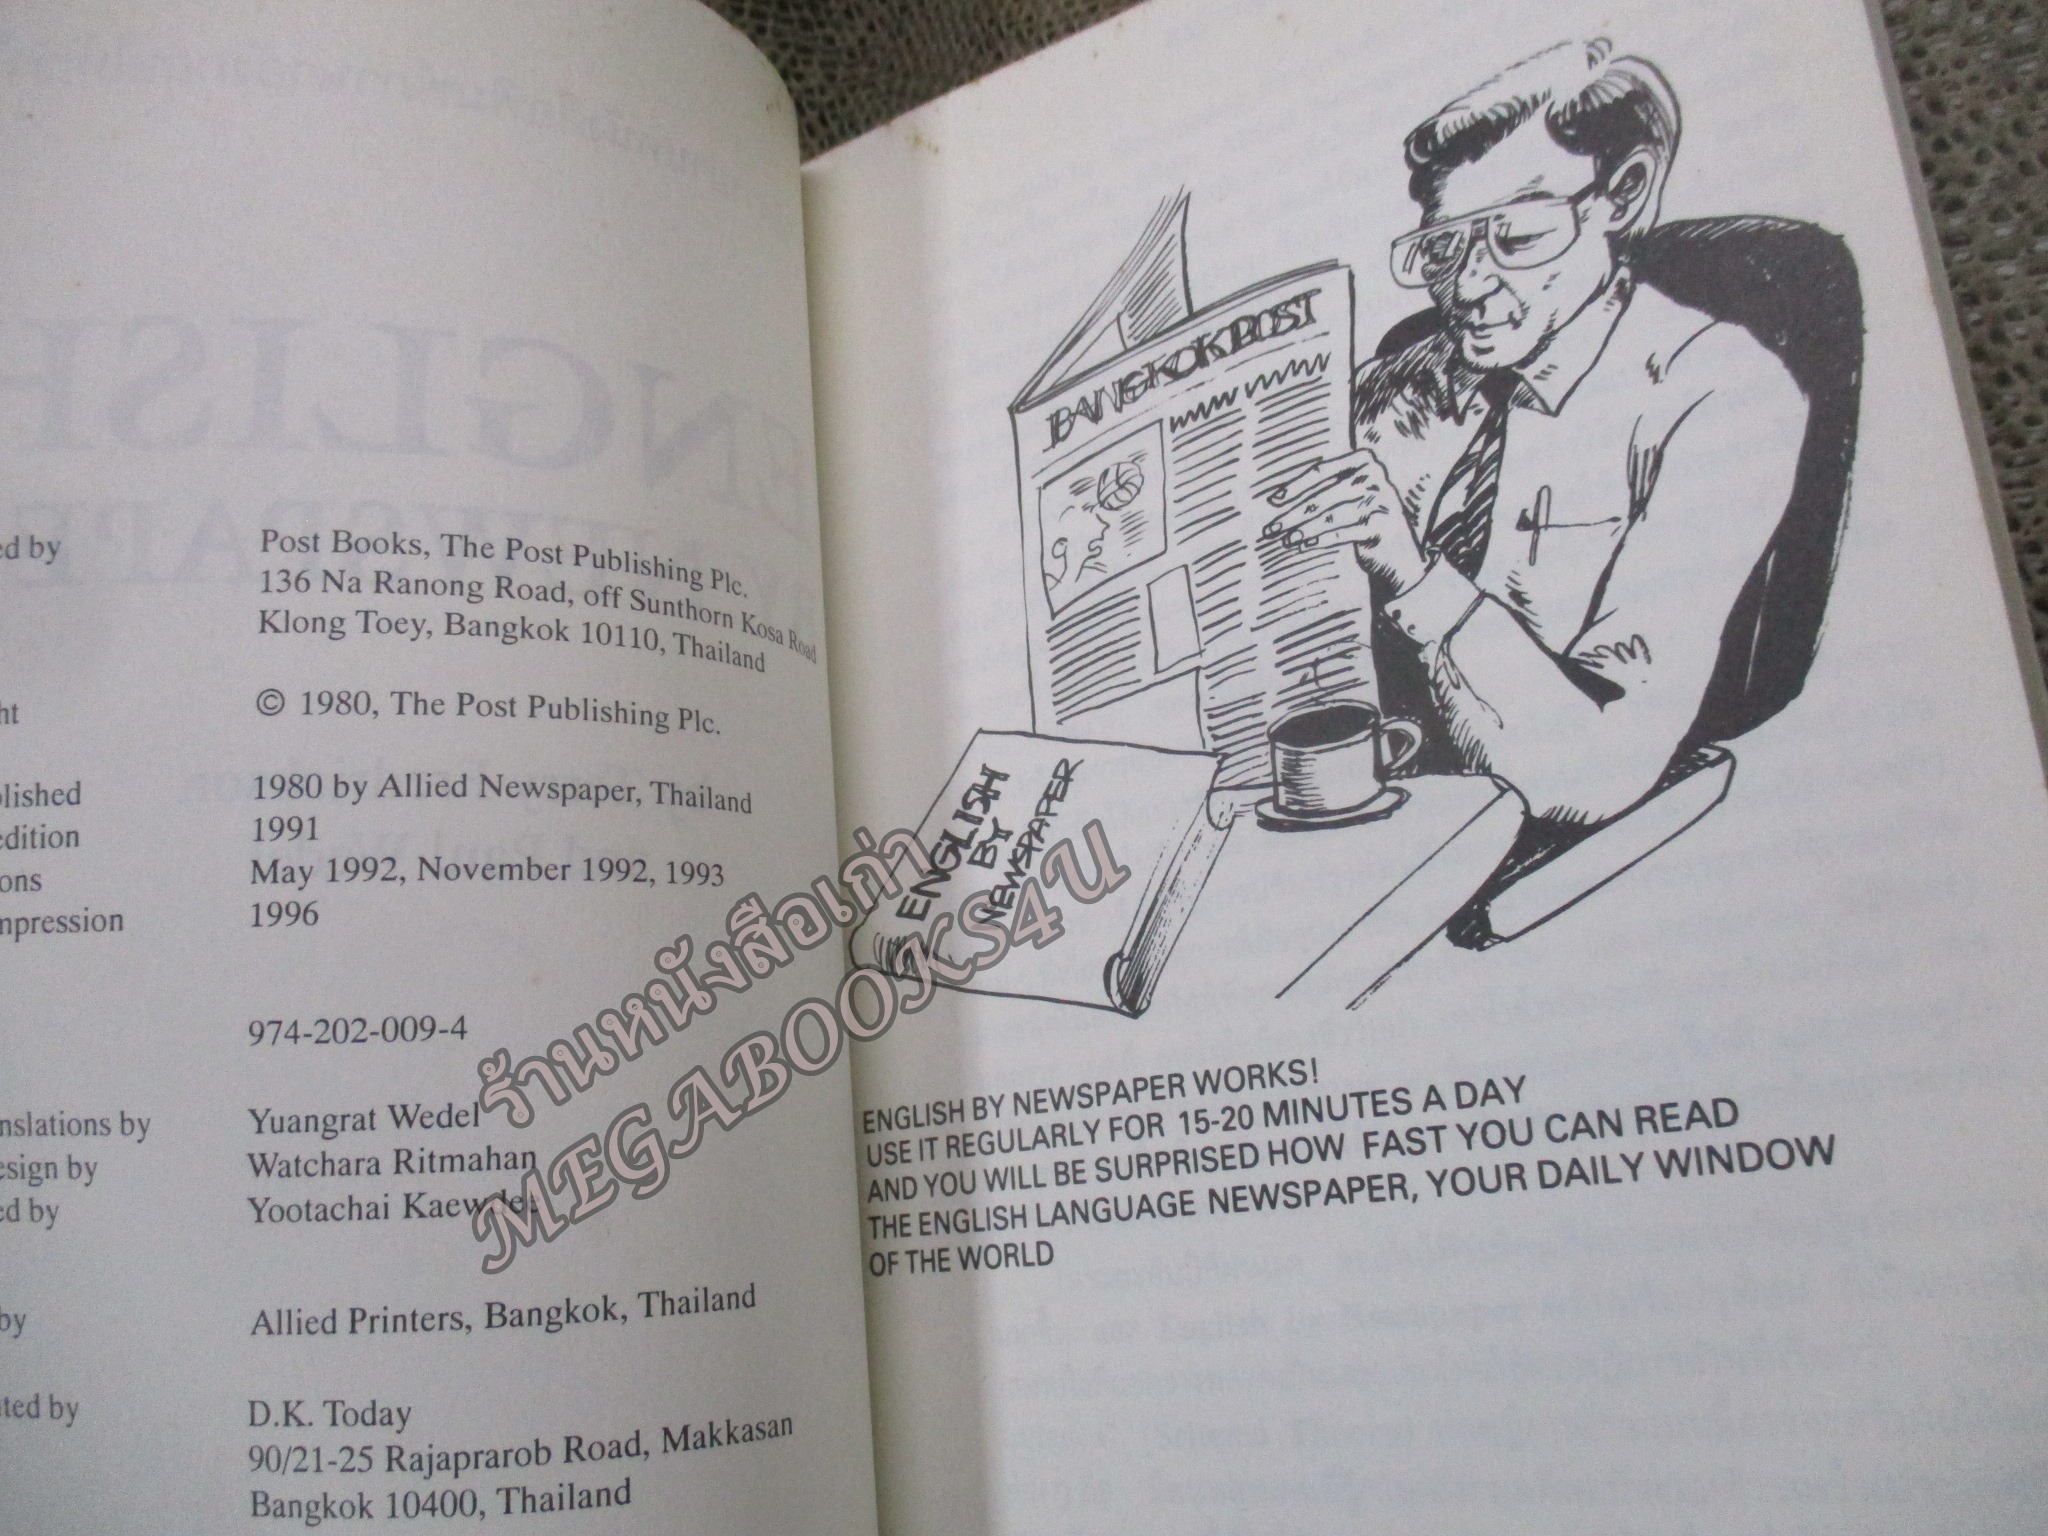 ed by Post Books, The Post Publishing Plc.
136 Na Ranong Road, off Sunthorn Kosa Road
Klong Toey, Bangkok 10110, Thailand
ht © 1980, The Post Publishing Plc.
lished 1980 by Allied Newspaper, Thailand
edition 1991
ons May 1992, November 1992, 1993
mpression 1996
974-202-009-4
nslations by Yuangrat Wedel
esign by Watchara Ritmahan
ed by Yootachai Kaewdee
by Allied Printers, Bangkok, Thailand
uted by D.K. Today
90/21-25 Rajaprarob Road, Makkasan
Bangkok 10400, Thailand
BANGKOK POST
ENGLISH
BY
NEWSPAPER
ENGLISH BY NEWSPAPER WORKS!
USE IT REGULARLY FOR 15-20 MINUTES A DAY
AND YOU WILL BE SURPRISED HOW FAST YOU CAN READ
THE ENGLISH LANGUAGE NEWSPAPER, YOUR DAILY WINDOW
OF THE WORLD
ร้านหนังสือเก่า
MEGABOOKS4U